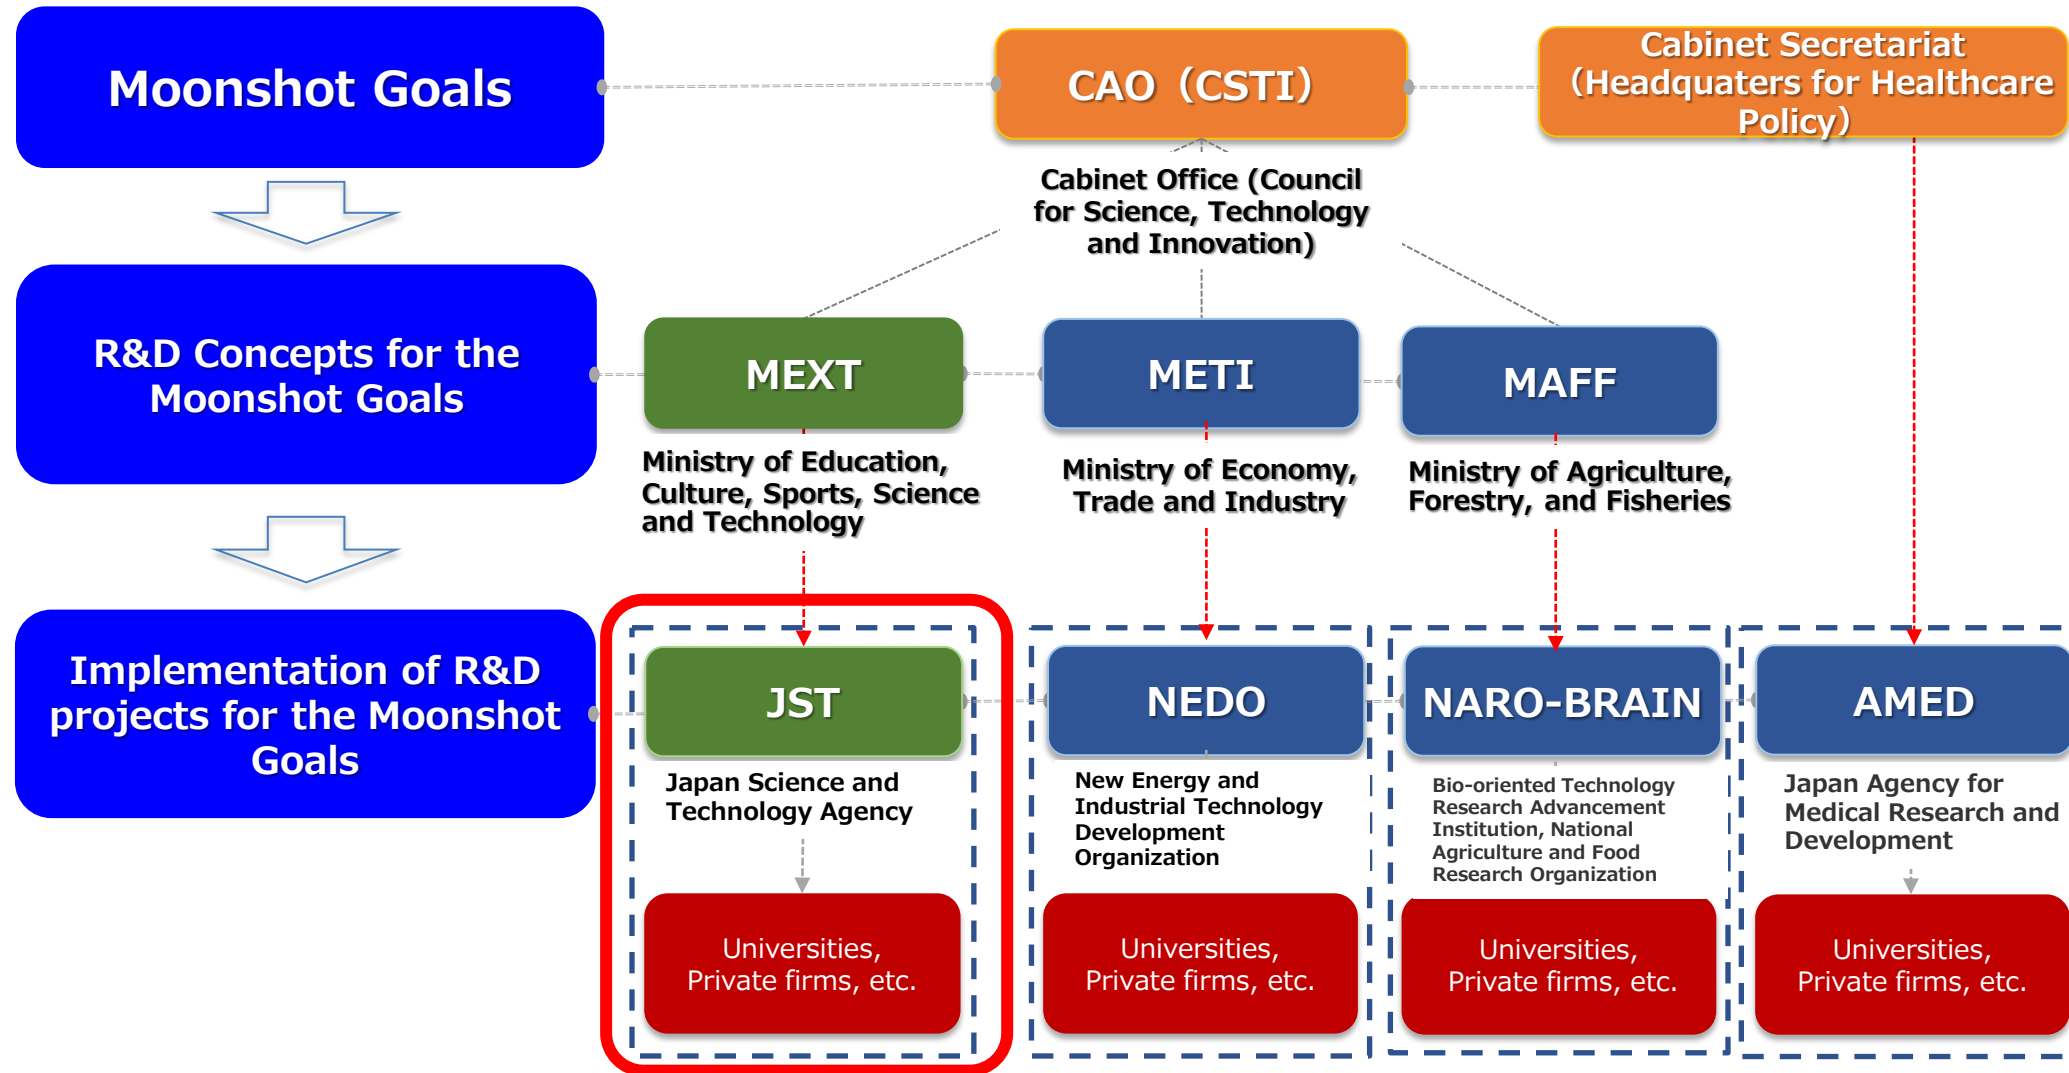 Moonshot Goals
CAO（CSTI）
Cabinet Secretariat
（Headquaters for Healthcare
Policy）
Cabinet Office (Council
for Science, Technology
and Innovation)
R&D Concepts for the
Moonshot Goals
MEXT
METI
MAFF
Ministry of Education,
Culture, Sports, Science
and Technology
Ministry of Economy,
Trade and Industry
Ministry of Agriculture,
Forestry, and Fisheries
Implementation of R&D
projects for the Moonshot
Goals
JST
NEDO
NARO-BRAIN
AMED
Japan Science and
Technology Agency
New Energy and
Industrial Technology
Development
Organization
Bio-oriented Technology
Research Advancement
Institution, National
Agriculture and Food
Research Organization
Japan Agency for
Medical Research and
Development
Universities,
Private firms, etc.
Universities,
Private firms, etc.
Universities,
Private firms, etc.
Universities,
Private firms, etc.